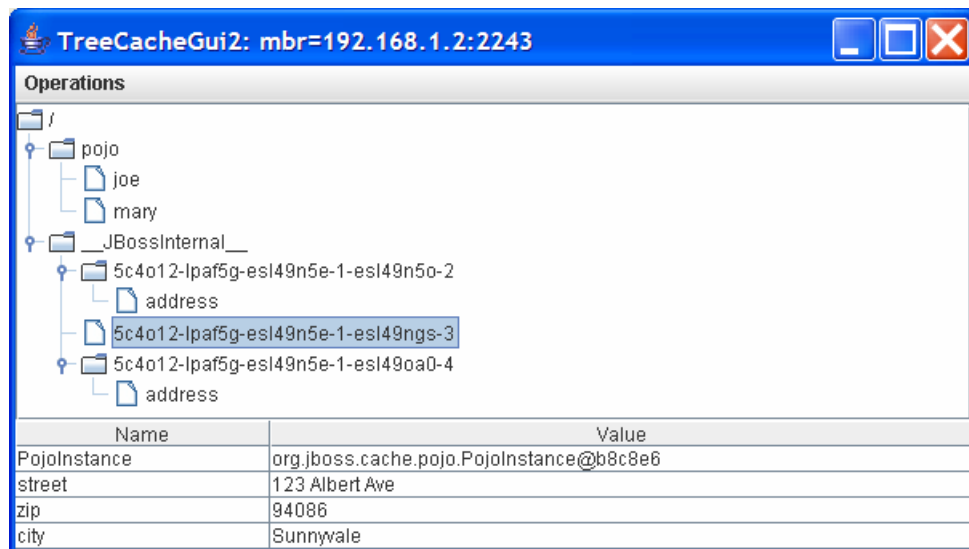 TreeCacheGui2: mbr=192.168.1.2:2243
Operations
/
pojo
joe
mary
__JBossInternal__
5c4o12-lpaf5g-esl49n5e-1-esl49n5o-2
address
5c4o12-lpaf5g-esl49n5e-1-esl49ngs-3
5c4o12-lpaf5g-esl49n5e-1-esl49oa0-4
address
Name Value
PojoInstance org.jboss.cache.pojo.PojoInstance@b8c8e6
street 123 Albert Ave
zip 94086
city Sunnyvale